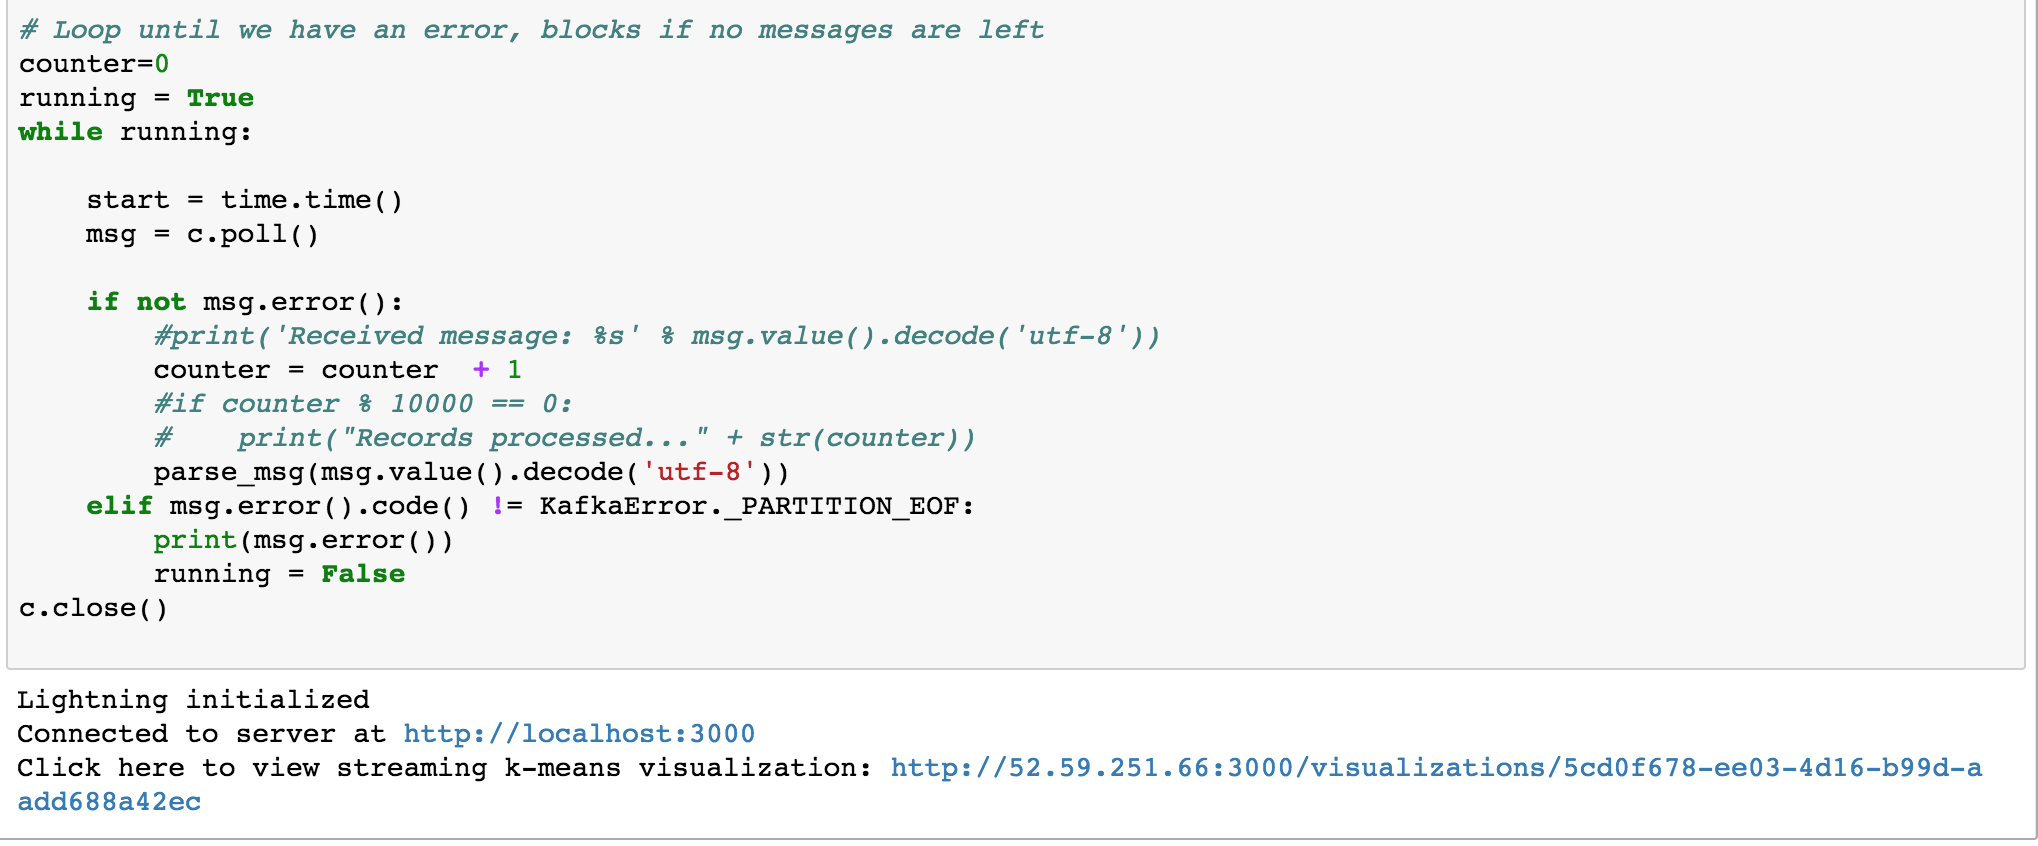 # Loop until we have an error, blocks if no messages are left
counter=0
running = True
while running:
    start = time.time()
    msg = c.poll()
    if not msg.error():
        #print('Received message: %s' % msg.value().decode('utf-8'))
        counter = counter  + 1
        #if counter % 10000 == 0:
        #    print("Records processed..." + str(counter))
        parse_msg(msg.value().decode('utf-8'))
    elif msg.error().code() != KafkaError._PARTITION_EOF:
        print(msg.error())
        running = False
c.close()
Lightning initialized
Connected to server at http://localhost:3000
Click here to view streaming k-means visualization: http://52.59.251.66:3000/visualizations/5cd0f678-ee03-4d16-b99d-a
add688a42ec